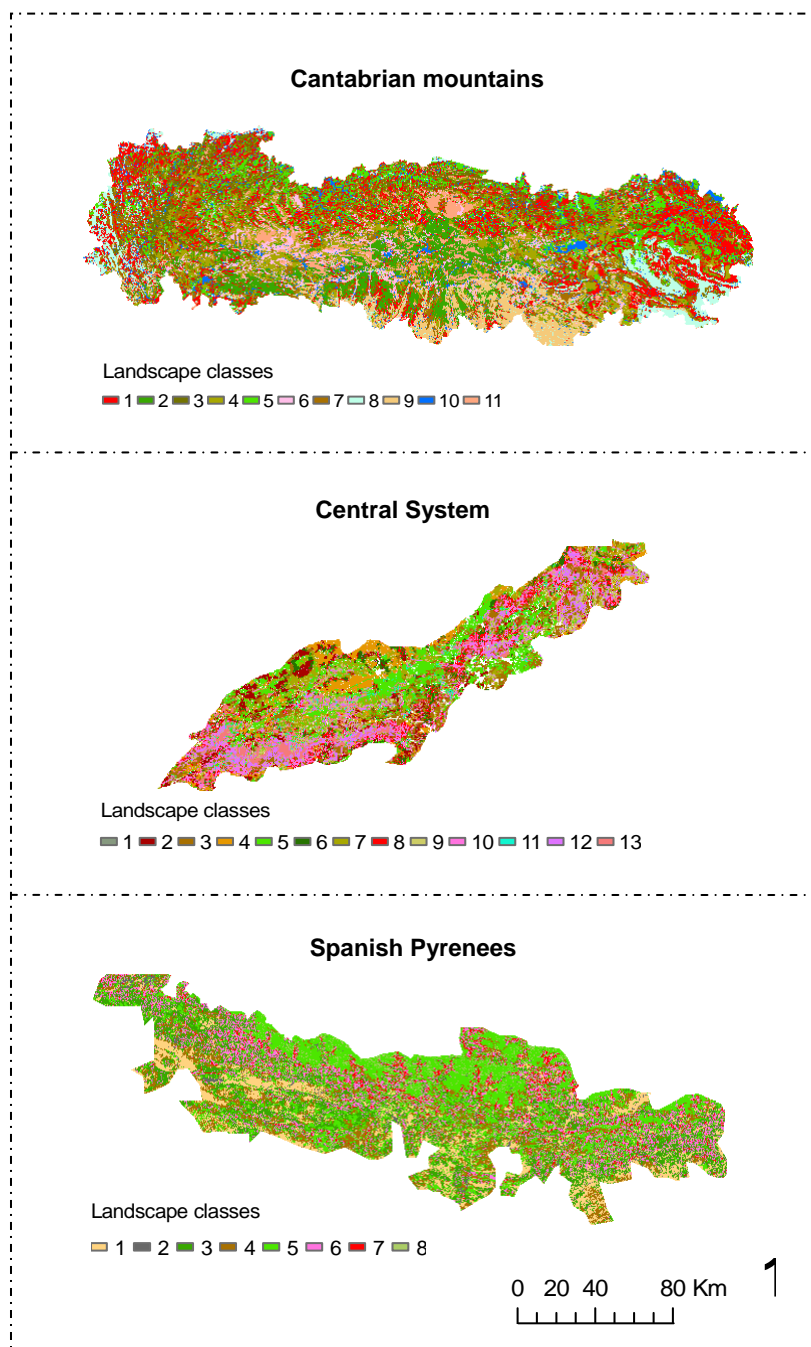 Cantabrian mountains
Landscape classes
1 2 3 4 5 6 7 8 9 10 11
Central System
Landscape classes
1 2 3 4 5 6 7 8 9 10 11 12 13
Spanish Pyrenees
Landscape classes
1 2 3 4 5 6 7 8
0 20 40 80 Km